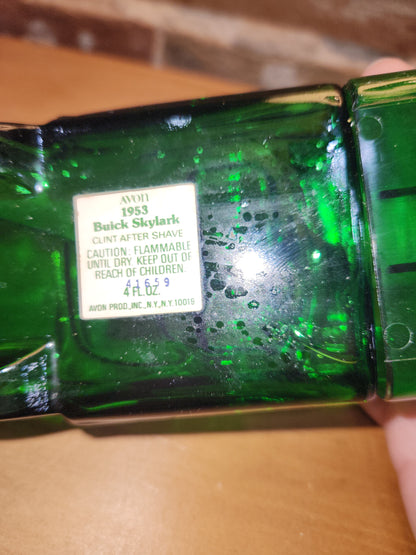 AVON
1953
Buick Skylark
CLINT AFTER SHAVE
CAUTION: FLAMMABLE
UNTIL DRY. KEEP OUT OF
REACH OF CHILDREN.
41659
4 FL.OZ.
AVON PROD., INC., N.Y., N.Y. 10016